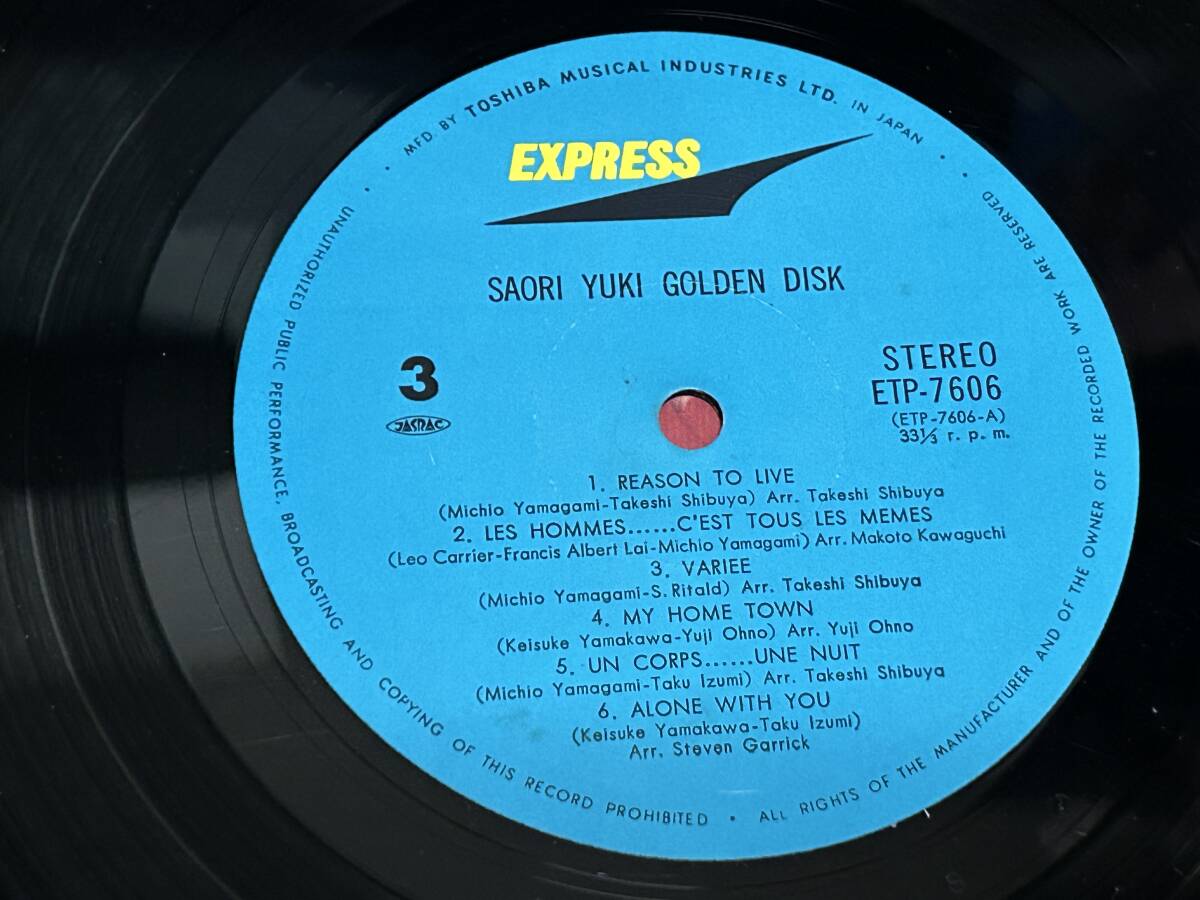 MFD. BY TOSHIBA MUSICAL INDUSTRIES LTD. IN JAPAN
EXPRESS
SAORI YUKI GOLDEN DISK
3
JASRAC
STEREO
ETP-7606
(ETP-7606-A)
33⅓ r. p. m.
1. REASON TO LIVE
(Michio Yamagami-Takeshi Shibuya) Arr. Takeshi Shibuya
2. LES HOMMES......C'EST TOUS LES MEMES
(Leo Carrier-Francis Albert Lai-Michio Yamagami) Arr. Makoto Kawaguchi
3. VARIEE
(Michio Yamagami-S. Ritald) Arr. Takeshi Shibuya
4. MY HOME TOWN
(Keisuke Yamakawa-Yuji Ohno) Arr. Yuji Ohno
5. UN CORPS......UNE NUIT
(Michio Yamagami-Taku Izumi) Arr. Takeshi Shibuya
6. ALONE WITH YOU
(Keisuke Yamakawa-Taku Izumi)
Arr. Steven Garrick
UNAUTHORIZED PUBLIC PERFORMANCE, BROADCASTING AND COPYING OF THIS RECORD PROHIBITED • ALL RIGHTS OF THE MANUFACTURER AND OF THE OWNER OF THE RECORDED WORK ARE RESERVED